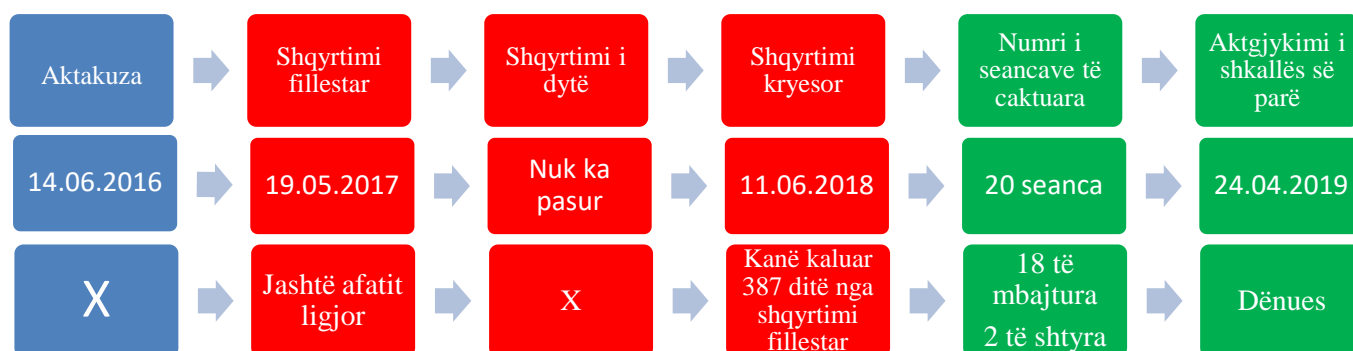 Aktakuza
Shqyrtimi
fillestar
Shqyrtimi i
dytë
Shqyrtimi
kryesor
Numri i
seancave të
caktuara
Aktgjykimi i
shkallës së
parë
14.06.2016
19.05.2017
Nuk ka
pasur
11.06.2018
20 seanca
24.04.2019
X
Jashtë afatit
ligjor
X
Kanë kaluar
387 ditë nga
shqyrtimi
fillestar
18 të
mbajtura
2 të shtyra
Dënues